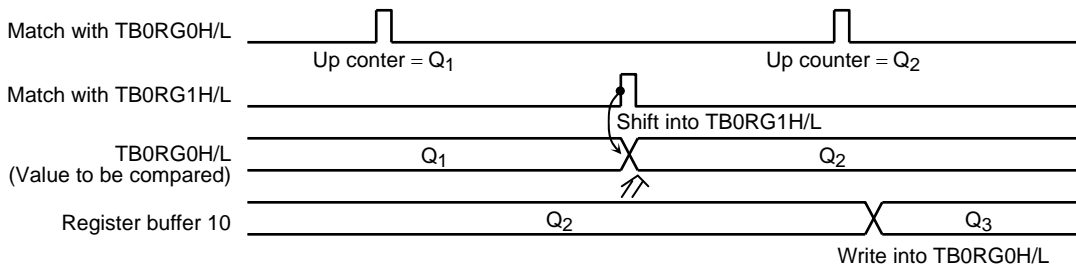 Match with TB0RG0H/L
Up conter = Q1
Up counter = Q2
Match with TB0RG1H/L
Shift into TB0RG1H/L
TB0RG0H/L
(Value to be compared)
Q1
Q2
Register buffer 10
Q2
Q3
Write into TB0RG0H/L